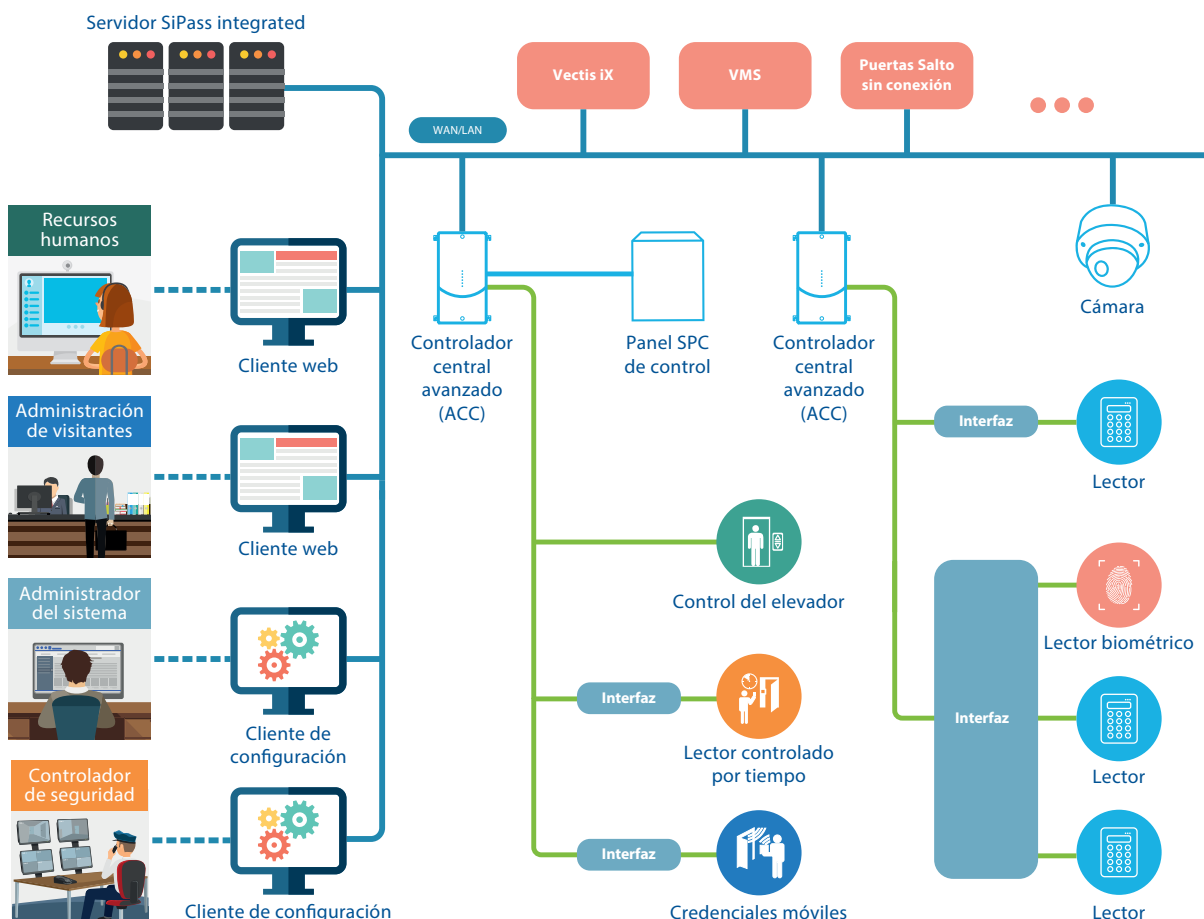 Servidor SiPass integrated
Vectis iX
VMS
Puertas Salto
sin conexión
WAN/LAN
Recursos
humanos
Cliente web
Controlador
central
avanzado
(ACC)
Panel SPC
de control
Controlador
central
avanzado
(ACC)
Cámara
Administración
de visitantes
Cliente web
Interfaz
Lector
Control del elevador
Administrador
del sistema
Cliente de
configuración
Interfaz
Lector controlado
por tiempo
Interfaz
Lector biométrico
Lector
Controlador
de seguridad
Cliente de configuración
Interfaz
Credenciales móviles
Lector